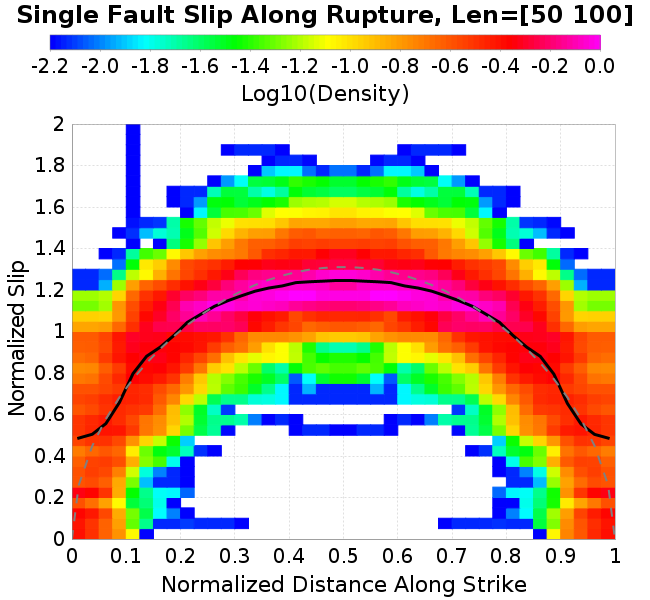 Single Fault Slip Along Rupture, Len=[50 100]
-2.2 -2.0 -1.8 -1.6 -1.4 -1.2 -1.0 -0.8 -0.6 -0.4 -0.2 0.0
Log10(Density)
2
1.8
1.6
1.4
1.2
1
0.8
0.6
0.4
0.2
0
Normalized Slip
0 0.1 0.2 0.3 0.4 0.5 0.6 0.7 0.8 0.9 1
Normalized Distance Along Strike